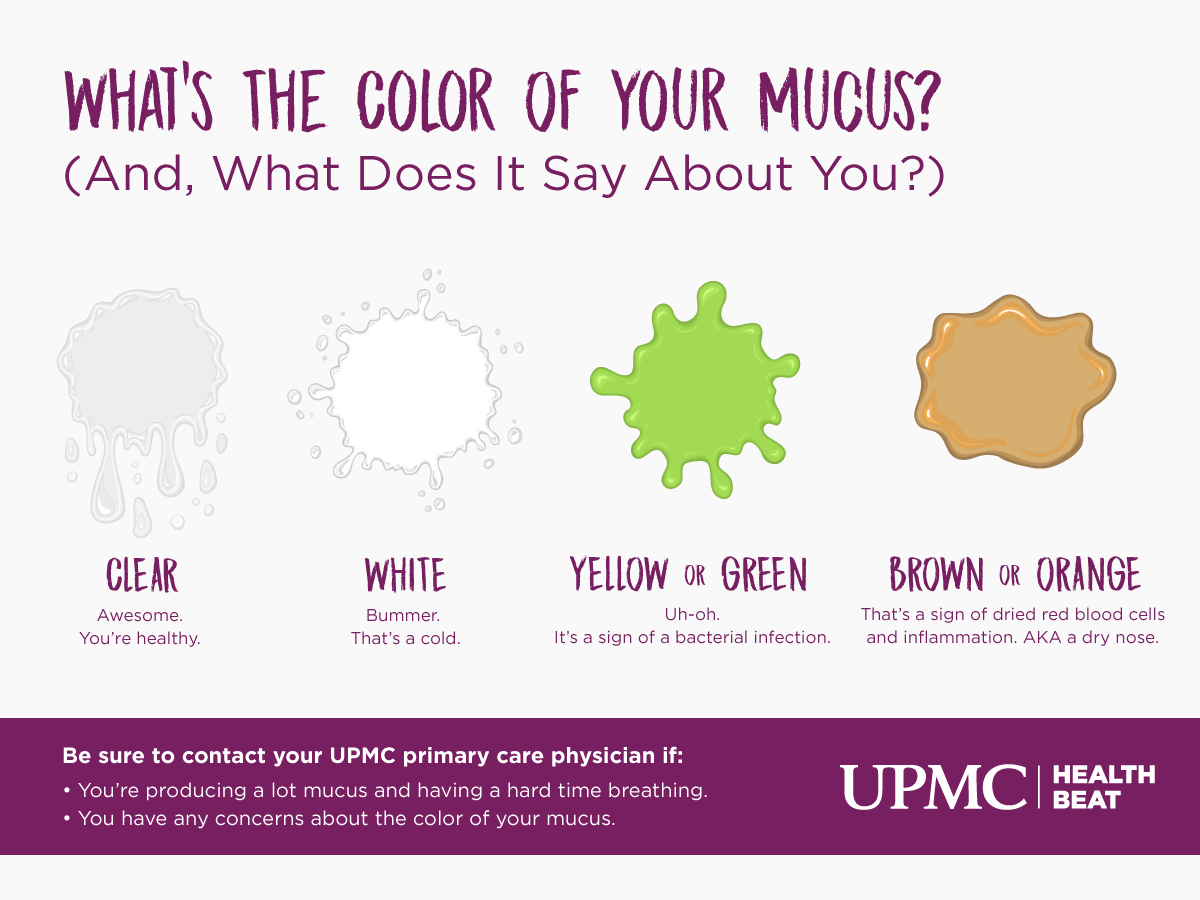 WHAT'S THE COLOR OF YOUR MUCUS?
(And, What Does It Say About You?)
CLEAR
Awesome.
You're healthy.
WHITE
Bummer.
That's a cold.
YELLOW OR GREEN
Uh-oh.
It's a sign of a bacterial infection.
BROWN OR ORANGE
That's a sign of dried red blood cells
and inflammation. AKA a dry nose.
Be sure to contact your UPMC primary care physician if:
• You're producing a lot mucus and having a hard time breathing.
• You have any concerns about the color of your mucus.
UPMC | HEALTH
BEAT